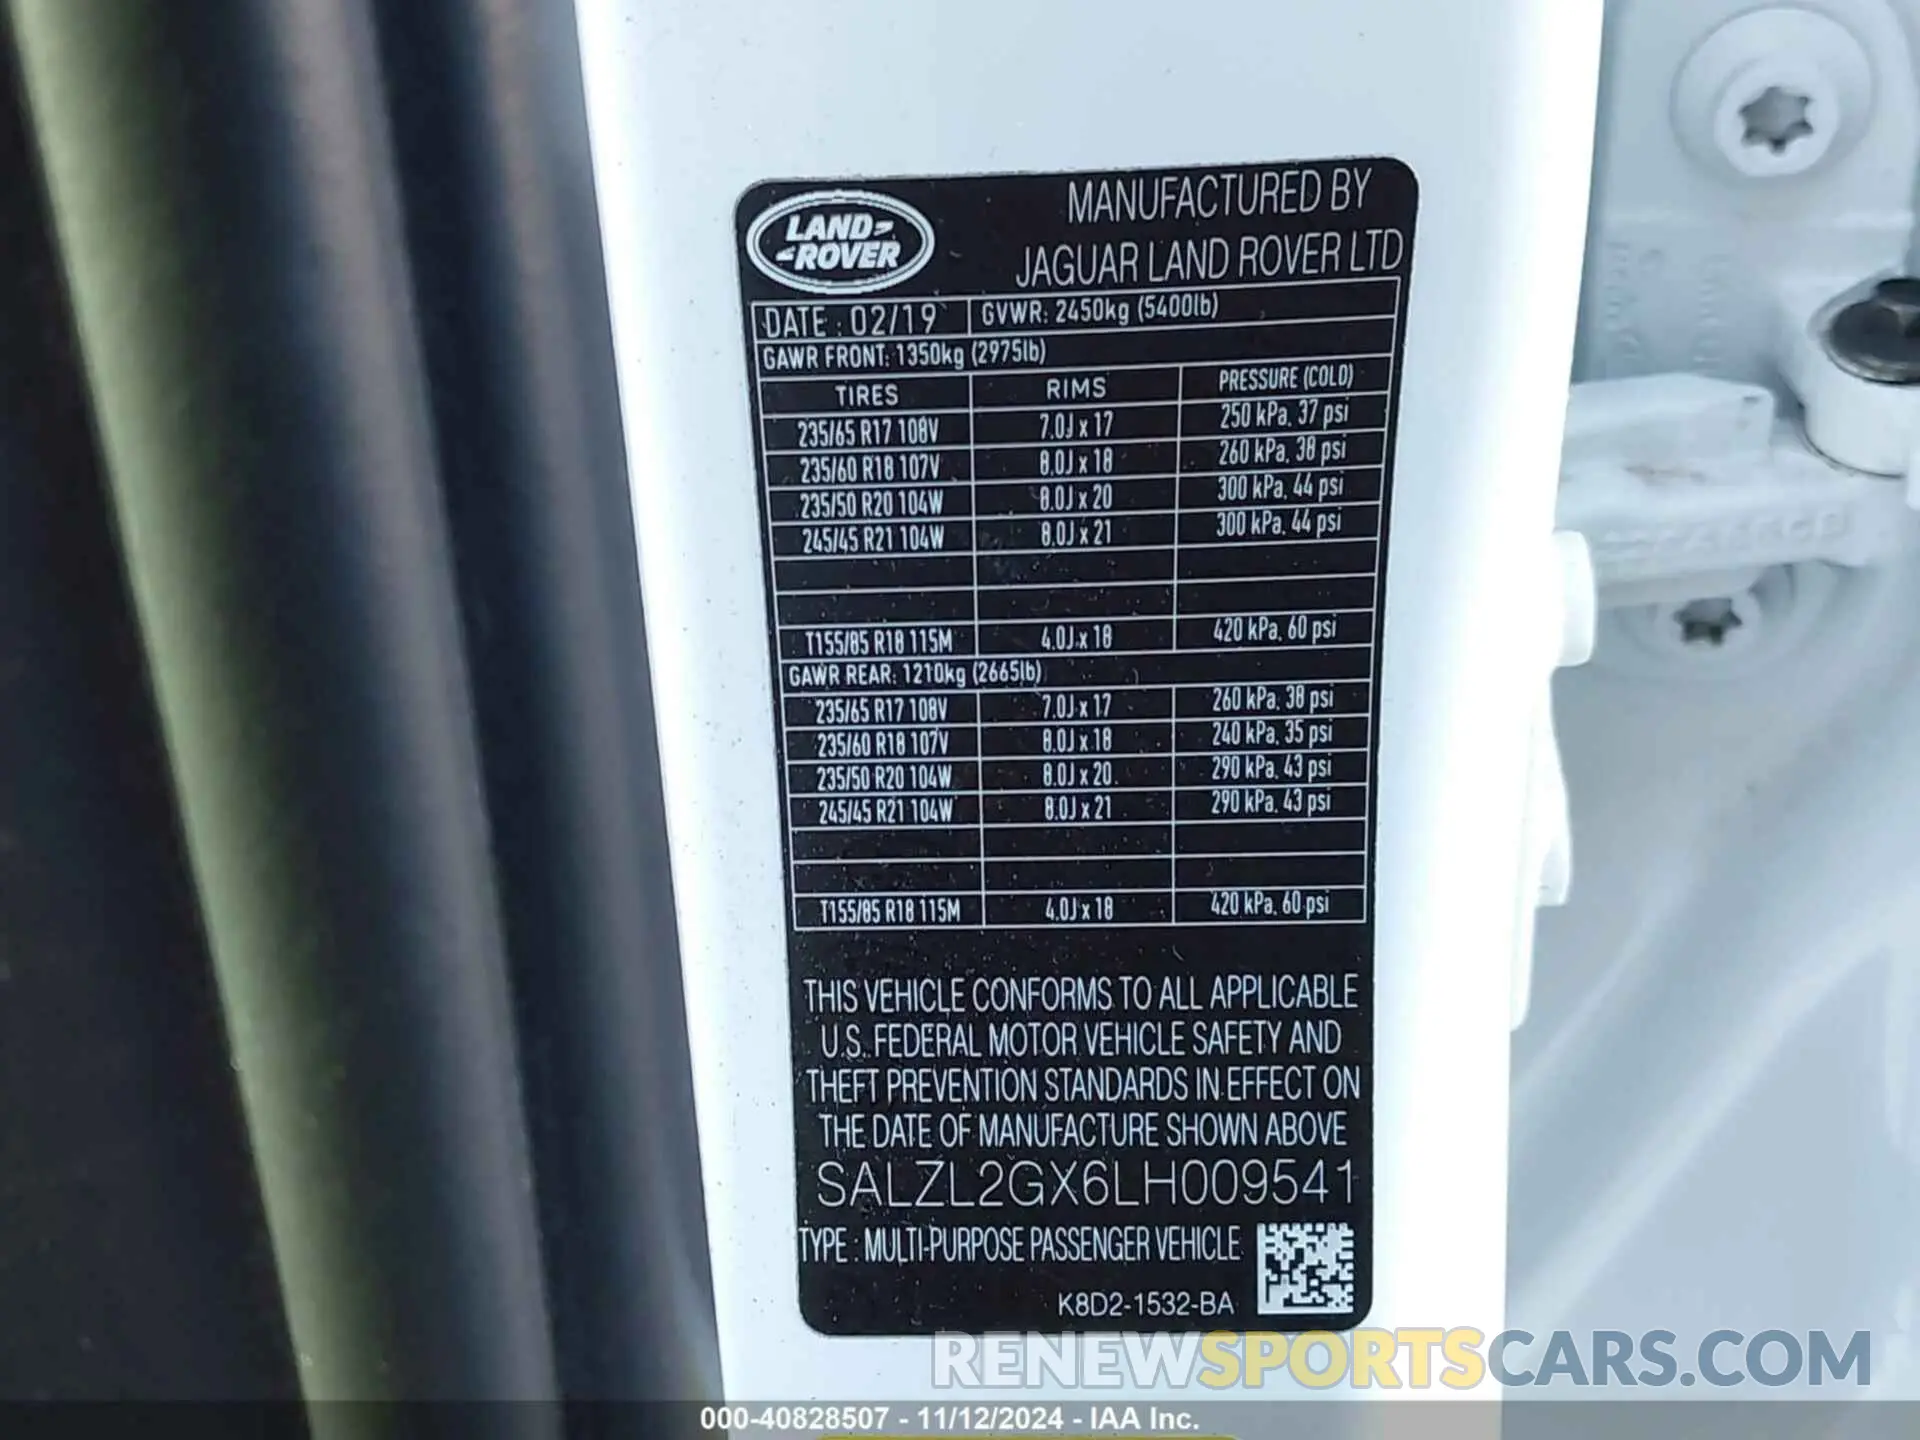 LAND ROVER
MANUFACTURED BY
JAGUAR LAND ROVER LTD
DATE : 02/19 GVWR: 2450kg (5400lb)
GAWR FRONT: 1350kg (2975lb)
TIRES RIMS PRESSURE (COLD)
235/65 R17 108V 7.0J x 17 250 kPa, 37 psi
235/60 R18 107V 8.0J x 18 260 kPa, 38 psi
235/50 R20 104W 8.0J x 20 300 kPa, 44 psi
245/45 R21 104W 8.0J x 21 300 kPa, 44 psi
T155/85 R18 115M 4.0J x 18 420 kPa, 60 psi
GAWR REAR: 1210kg (2665lb)
235/65 R17 108V 7.0J x 17 260 kPa, 38 psi
235/60 R18 107V 8.0J x 18 240 kPa, 35 psi
235/50 R20 104W 8.0J x 20 290 kPa, 43 psi
245/45 R21 104W 8.0J x 21 290 kPa, 43 psi
T155/85 R18 115M 4.0J x 18 420 kPa, 60 psi
THIS VEHICLE CONFORMS TO ALL APPLICABLE
U.S. FEDERAL MOTOR VEHICLE SAFETY AND
THEFT PREVENTION STANDARDS IN EFFECT ON
THE DATE OF MANUFACTURE SHOWN ABOVE
SALZL2GX6LH009541
TYPE : MULTI-PURPOSE PASSENGER VEHICLE
K8D2-1532-BA
RENEWSPORTSCARS.COM
000-40828507 - 11/12/2024 - IAA Inc.